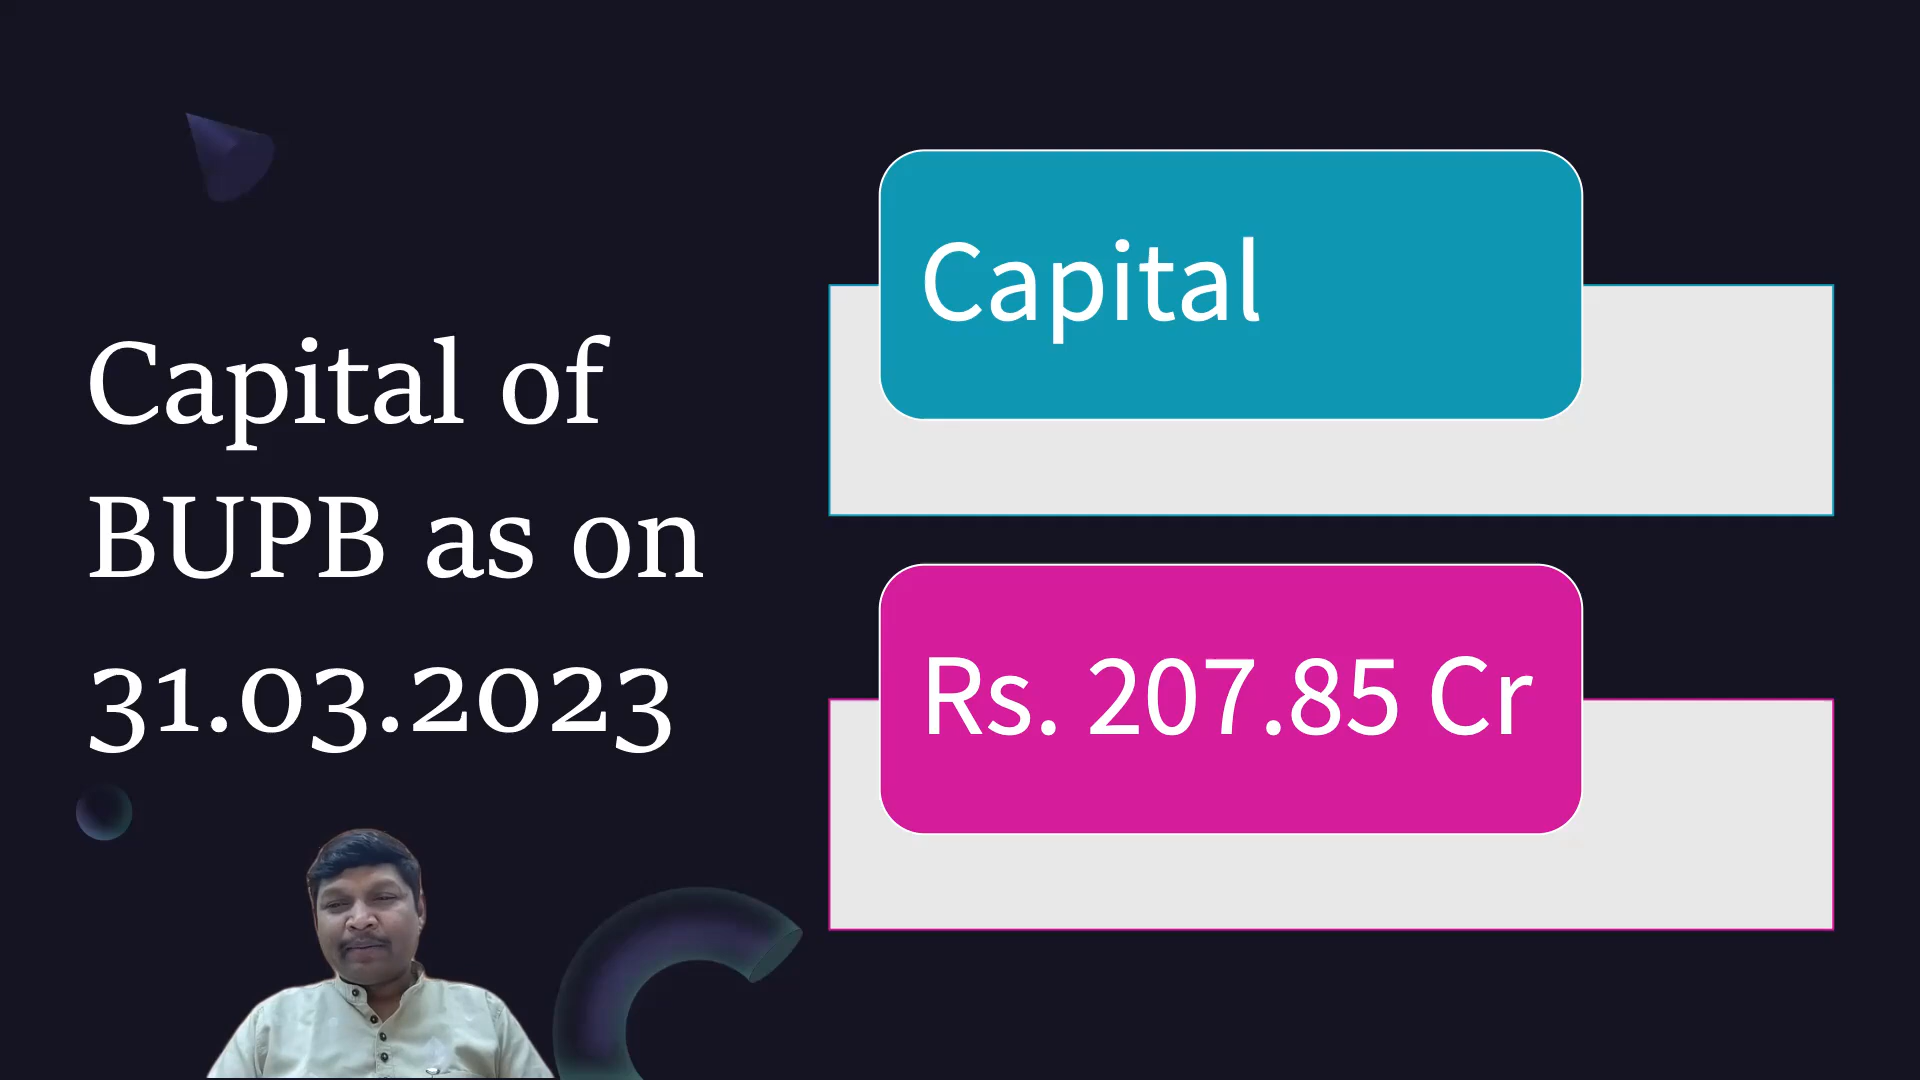 Capital of
BUPB as on
31.03.2023
Capital
Rs. 207.85 Cr